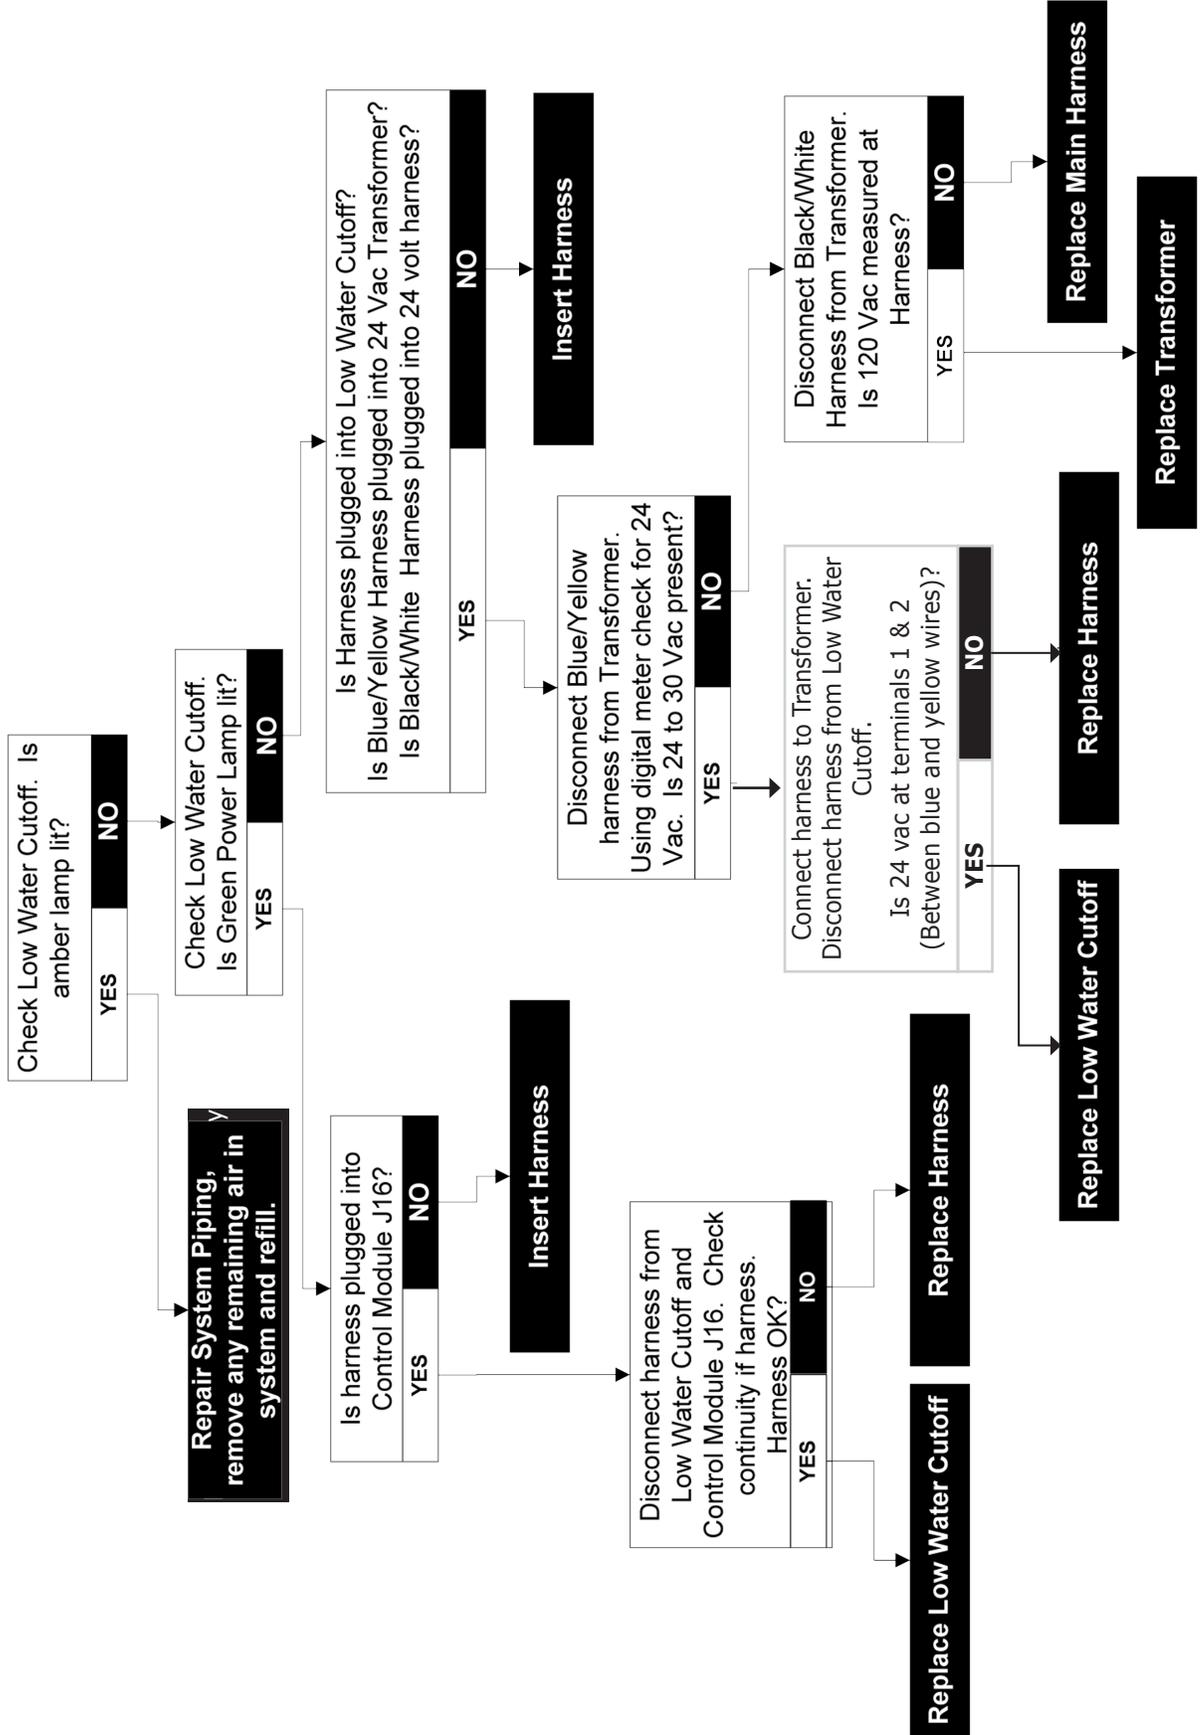 Check Low Water Cutoff.  Is
amber lamp lit?
YES
NO
Repair System Piping,
remove any remaining air in
system and refill.
y
Check Low Water Cutoff.
Is Green Power Lamp lit?
YES
NO
Is harness plugged into
Control Module J16?
YES
NO
Insert Harness
Disconnect harness from
Low Water Cutoff and
Control Module J16.  Check
continuity if harness.
Harness OK?
YES
NO
Replace Low Water Cutoff
Replace Harness
Is Harness plugged into Low Water Cutoff?
Is Blue/Yellow Harness plugged into 24 Vac Transformer?
Is Black/White  Harness plugged into 24 volt harness?
YES
NO
Insert Harness
Disconnect Blue/Yellow
harness from Transformer.
Using digital meter check for 24
Vac.  Is 24 to 30 Vac present?
YES
NO
Connect harness to Transformer.
Disconnect harness from Low Water
Cutoff.
Is 24 vac at terminals 1 & 2
(Between blue and yellow wires)?
YES
NO
Replace Low Water Cutoff
Replace Harness
Disconnect Black/White
Harness from Transformer.
Is 120 Vac measured at
Harness?
YES
NO
Replace Transformer
Replace Main Harness